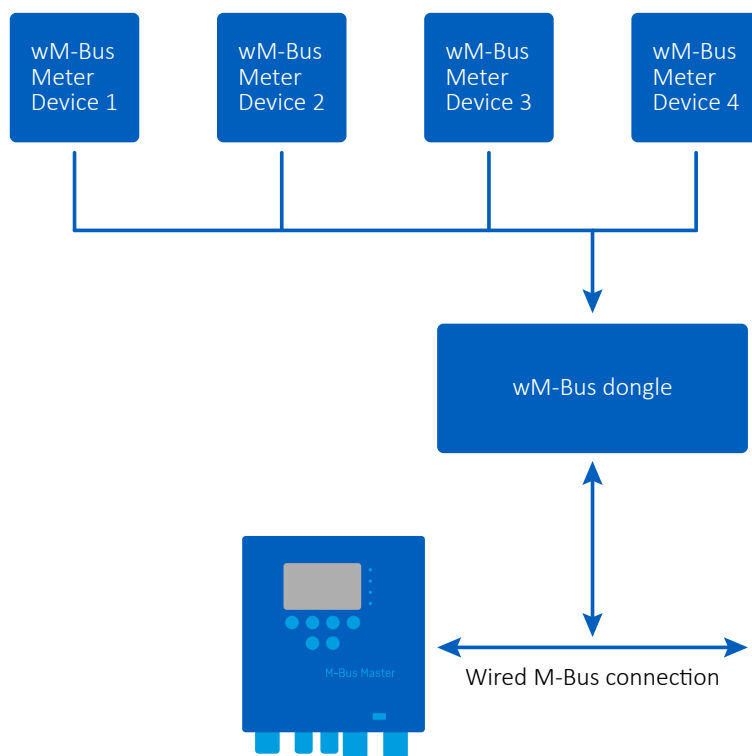 wM-Bus
Meter
Device 1
wM-Bus
Meter
Device 2
wM-Bus
Meter
Device 3
wM-Bus
Meter
Device 4
wM-Bus dongle
M-Bus Master
Wired M-Bus connection